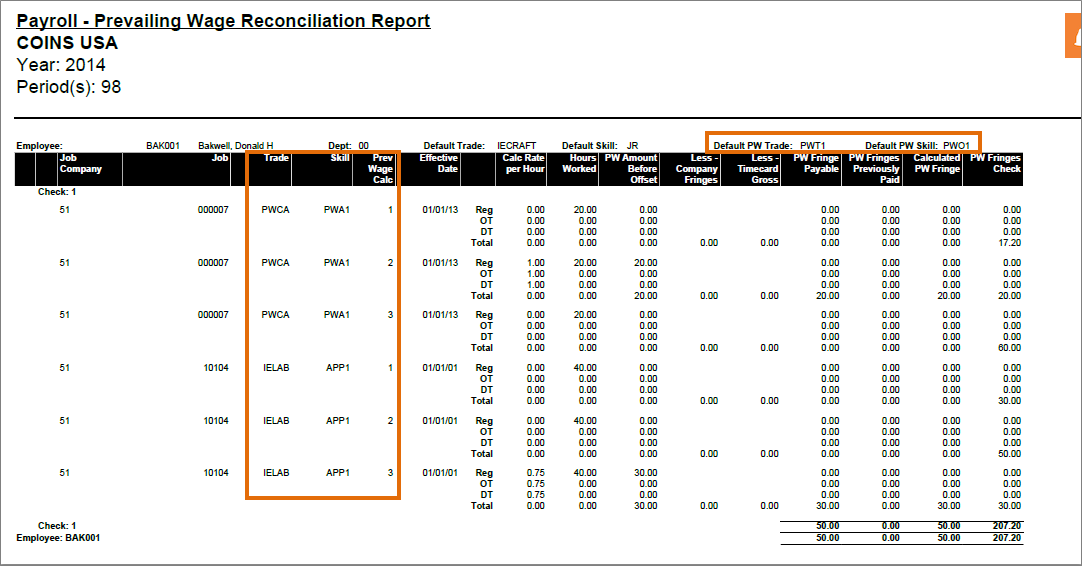 Payroll - Prevailing Wage Reconciliation Report
COINS USA
Year: 2014
Period(s): 98
Employee: BAK001 Bakwell, Donald H Dept: 00 Default Trade: IECRAFT Default Skill: JR Default PW Trade: PWT1 Default PW Skill: PWO1
Job Job Trade Skill Prev Effective Calc Rate Hours PW Amount Less - Less - PW Fringe PW Fringes Calculated PW Fringes
Company Wage Date per Hour Worked Before Company Timecard Payable Previously PW Fringe Check
Calc Offset Fringes Gross Paid
Check: 1
51 000007 PWCA PWA1 1 01/01/13 Reg 0.00 20.00 0.00 0.00 0.00 0.00 0.00
OT 0.00 0.00 0.00 0.00 0.00 0.00 0.00
DT 0.00 0.00 0.00 0.00 0.00 0.00 0.00
Total 0.00 0.00 0.00 0.00 0.00 0.00 0.00 0.00 17.20
51 000007 PWCA PWA1 2 01/01/13 Reg 1.00 20.00 20.00 0.00 0.00 0.00 0.00
OT 1.00 0.00 0.00 0.00 0.00 0.00 0.00
DT 1.00 0.00 0.00 0.00 0.00 0.00 0.00
Total 0.00 0.00 20.00 0.00 0.00 20.00 0.00 20.00 20.00
51 000007 PWCA PWA1 3 01/01/13 Reg 0.00 20.00 0.00 0.00 0.00 0.00 0.00
OT 0.00 0.00 0.00 0.00 0.00 0.00 0.00
DT 0.00 0.00 0.00 0.00 0.00 0.00 0.00
Total 0.00 0.00 0.00 0.00 0.00 0.00 0.00 0.00 60.00
51 10104 IELAB APP1 1 01/01/01 Reg 0.00 40.00 0.00 0.00 0.00 0.00 0.00
OT 0.00 0.00 0.00 0.00 0.00 0.00 0.00
DT 0.00 0.00 0.00 0.00 0.00 0.00 0.00
Total 0.00 0.00 0.00 0.00 0.00 0.00 0.00 0.00 30.00
51 10104 IELAB APP1 2 01/01/01 Reg 0.00 40.00 0.00 0.00 0.00 0.00 0.00
OT 0.00 0.00 0.00 0.00 0.00 0.00 0.00
DT 0.00 0.00 0.00 0.00 0.00 0.00 0.00
Total 0.00 0.00 0.00 0.00 0.00 0.00 0.00 0.00 50.00
51 10104 IELAB APP1 3 01/01/01 Reg 0.75 40.00 30.00 0.00 0.00 0.00 0.00
OT 0.75 0.00 0.00 0.00 0.00 0.00 0.00
DT 0.75 0.00 0.00 0.00 0.00 0.00 0.00
Total 0.00 0.00 30.00 0.00 0.00 30.00 0.00 30.00 30.00
Check: 1 50.00 0.00 50.00 207.20
Employee: BAK001 50.00 0.00 50.00 207.20